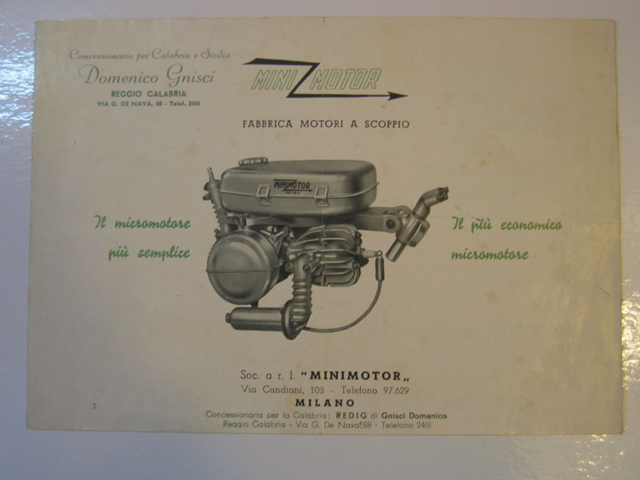 Concessionario per Calabria e Sicilia
Domenico Gnisci
REGGIO CALABRIA
VIA G. DE NAVA, 68 - Telef. 2401
MINI MOTOR
FABBRICA MOTORI A SCOPPIO
MINIMOTOR
Il micromotore
più semplice
Il più economico
micromotore
Soc. a r. l. "MINIMOTOR„
Via Candiani, 103 - Telefono 97.629
MILANO
Concessionaria per la Calabria: REDIG di Gnisci Domenico
Reggio Calabria - Via G. De Nava, 68 - Telefono 2401
2